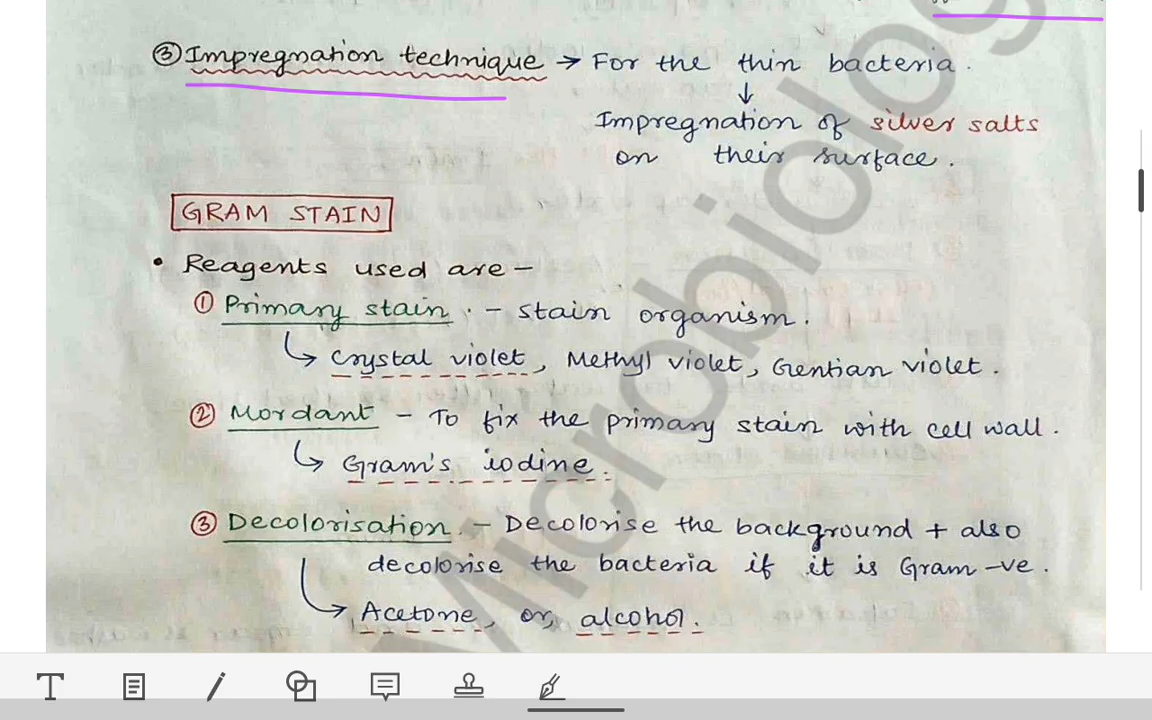 ③ Impregnation technique → For the thin bacteria.
↓
Impregnation of silver salts
on their surface.
GRAM STAIN
• Reagents used are –
① Primary stain. – stain organism.
↳ Crystal violet, Methyl violet, Gentian violet.
② Mordant – To fix the primary stain with cell wall.
↳ Gram's iodine.
③ Decolorisation. – Decolorise the background + also
decolorise the bacteria if it is Gram -ve.
↳ Acetone, or, alcohol.
Microbiolog
T